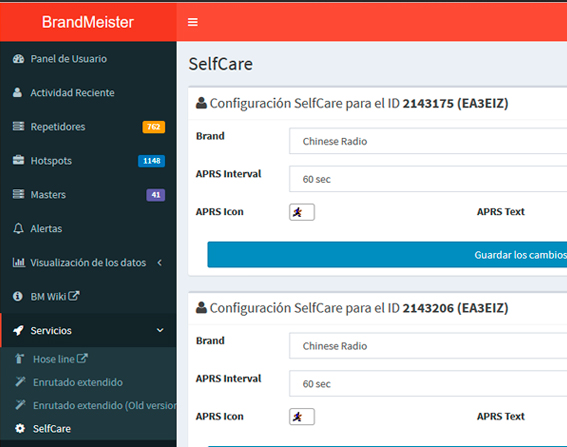 BrandMeister
Panel de Usuario
Actividad Reciente
Repetidores 762
Hotspots 1148
Masters 41
Alertas
Visualización de los datos
BM Wiki
Servicios
Hose line
Enrutado extendido
Enrutado extendido (Old version
SelfCare
SelfCare
Configuración SelfCare para el ID 2143175 (EA3EIZ)
Brand Chinese Radio
APRS Interval 60 sec
APRS Icon APRS Text
Guardar los cambios
Configuración SelfCare para el ID 2143206 (EA3EIZ)
Brand Chinese Radio
APRS Interval 60 sec
APRS Icon APRS Text